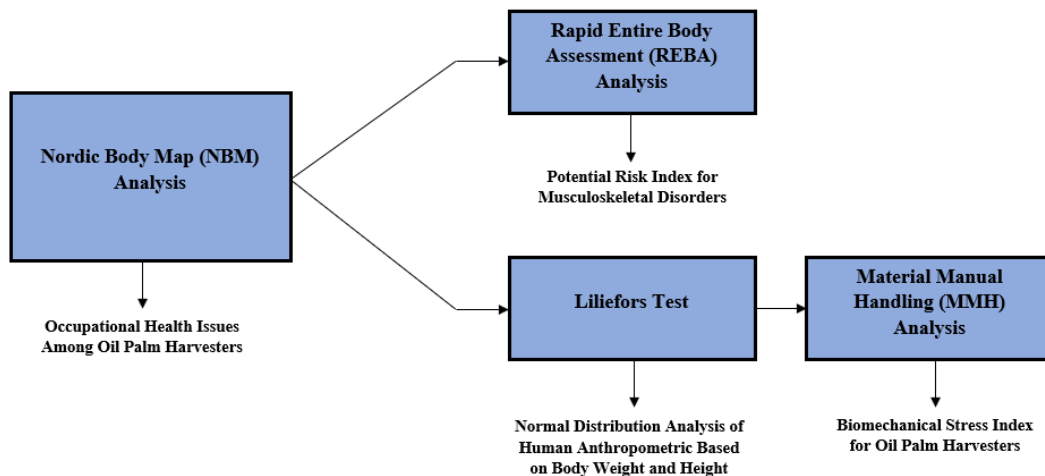 Rapid Entire Body
Assessment (REBA)
Analysis
Nordic Body Map (NBM)
Analysis
Potential Risk Index for
Musculoskeletal Disorders
Occupational Health Issues
Among Oil Palm Harvesters
Liliefors Test
Material Manual
Handling (MMH)
Analysis
Normal Distribution Analysis of
Human Anthropometric Based
on Body Weight and Height
Biomechanical Stress Index
for Oil Palm Harvesters